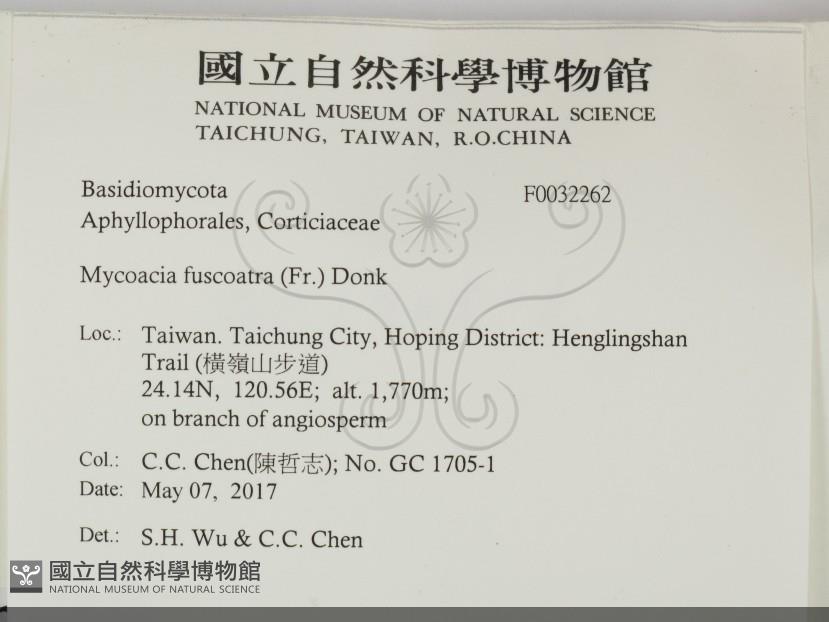 國立自然科學博物館
NATIONAL MUSEUM OF NATURAL SCIENCE
TAICHUNG, TAIWAN, R.O.CHINA
Basidiomycota F0032262
Aphyllophorales, Corticiaceae
Mycoacia fuscoatra (Fr.) Donk
Loc.: Taiwan. Taichung City, Hoping District: Henglingshan
Trail (橫嶺山步道)
24.14N, 120.56E; alt. 1,770m;
on branch of angiosperm
Col.: C.C. Chen(陳哲志); No. GC 1705-1
Date: May 07, 2017
Det.: S.H. Wu & C.C. Chen
國立自然科學博物館
NATIONAL MUSEUM OF NATURAL SCIENCE